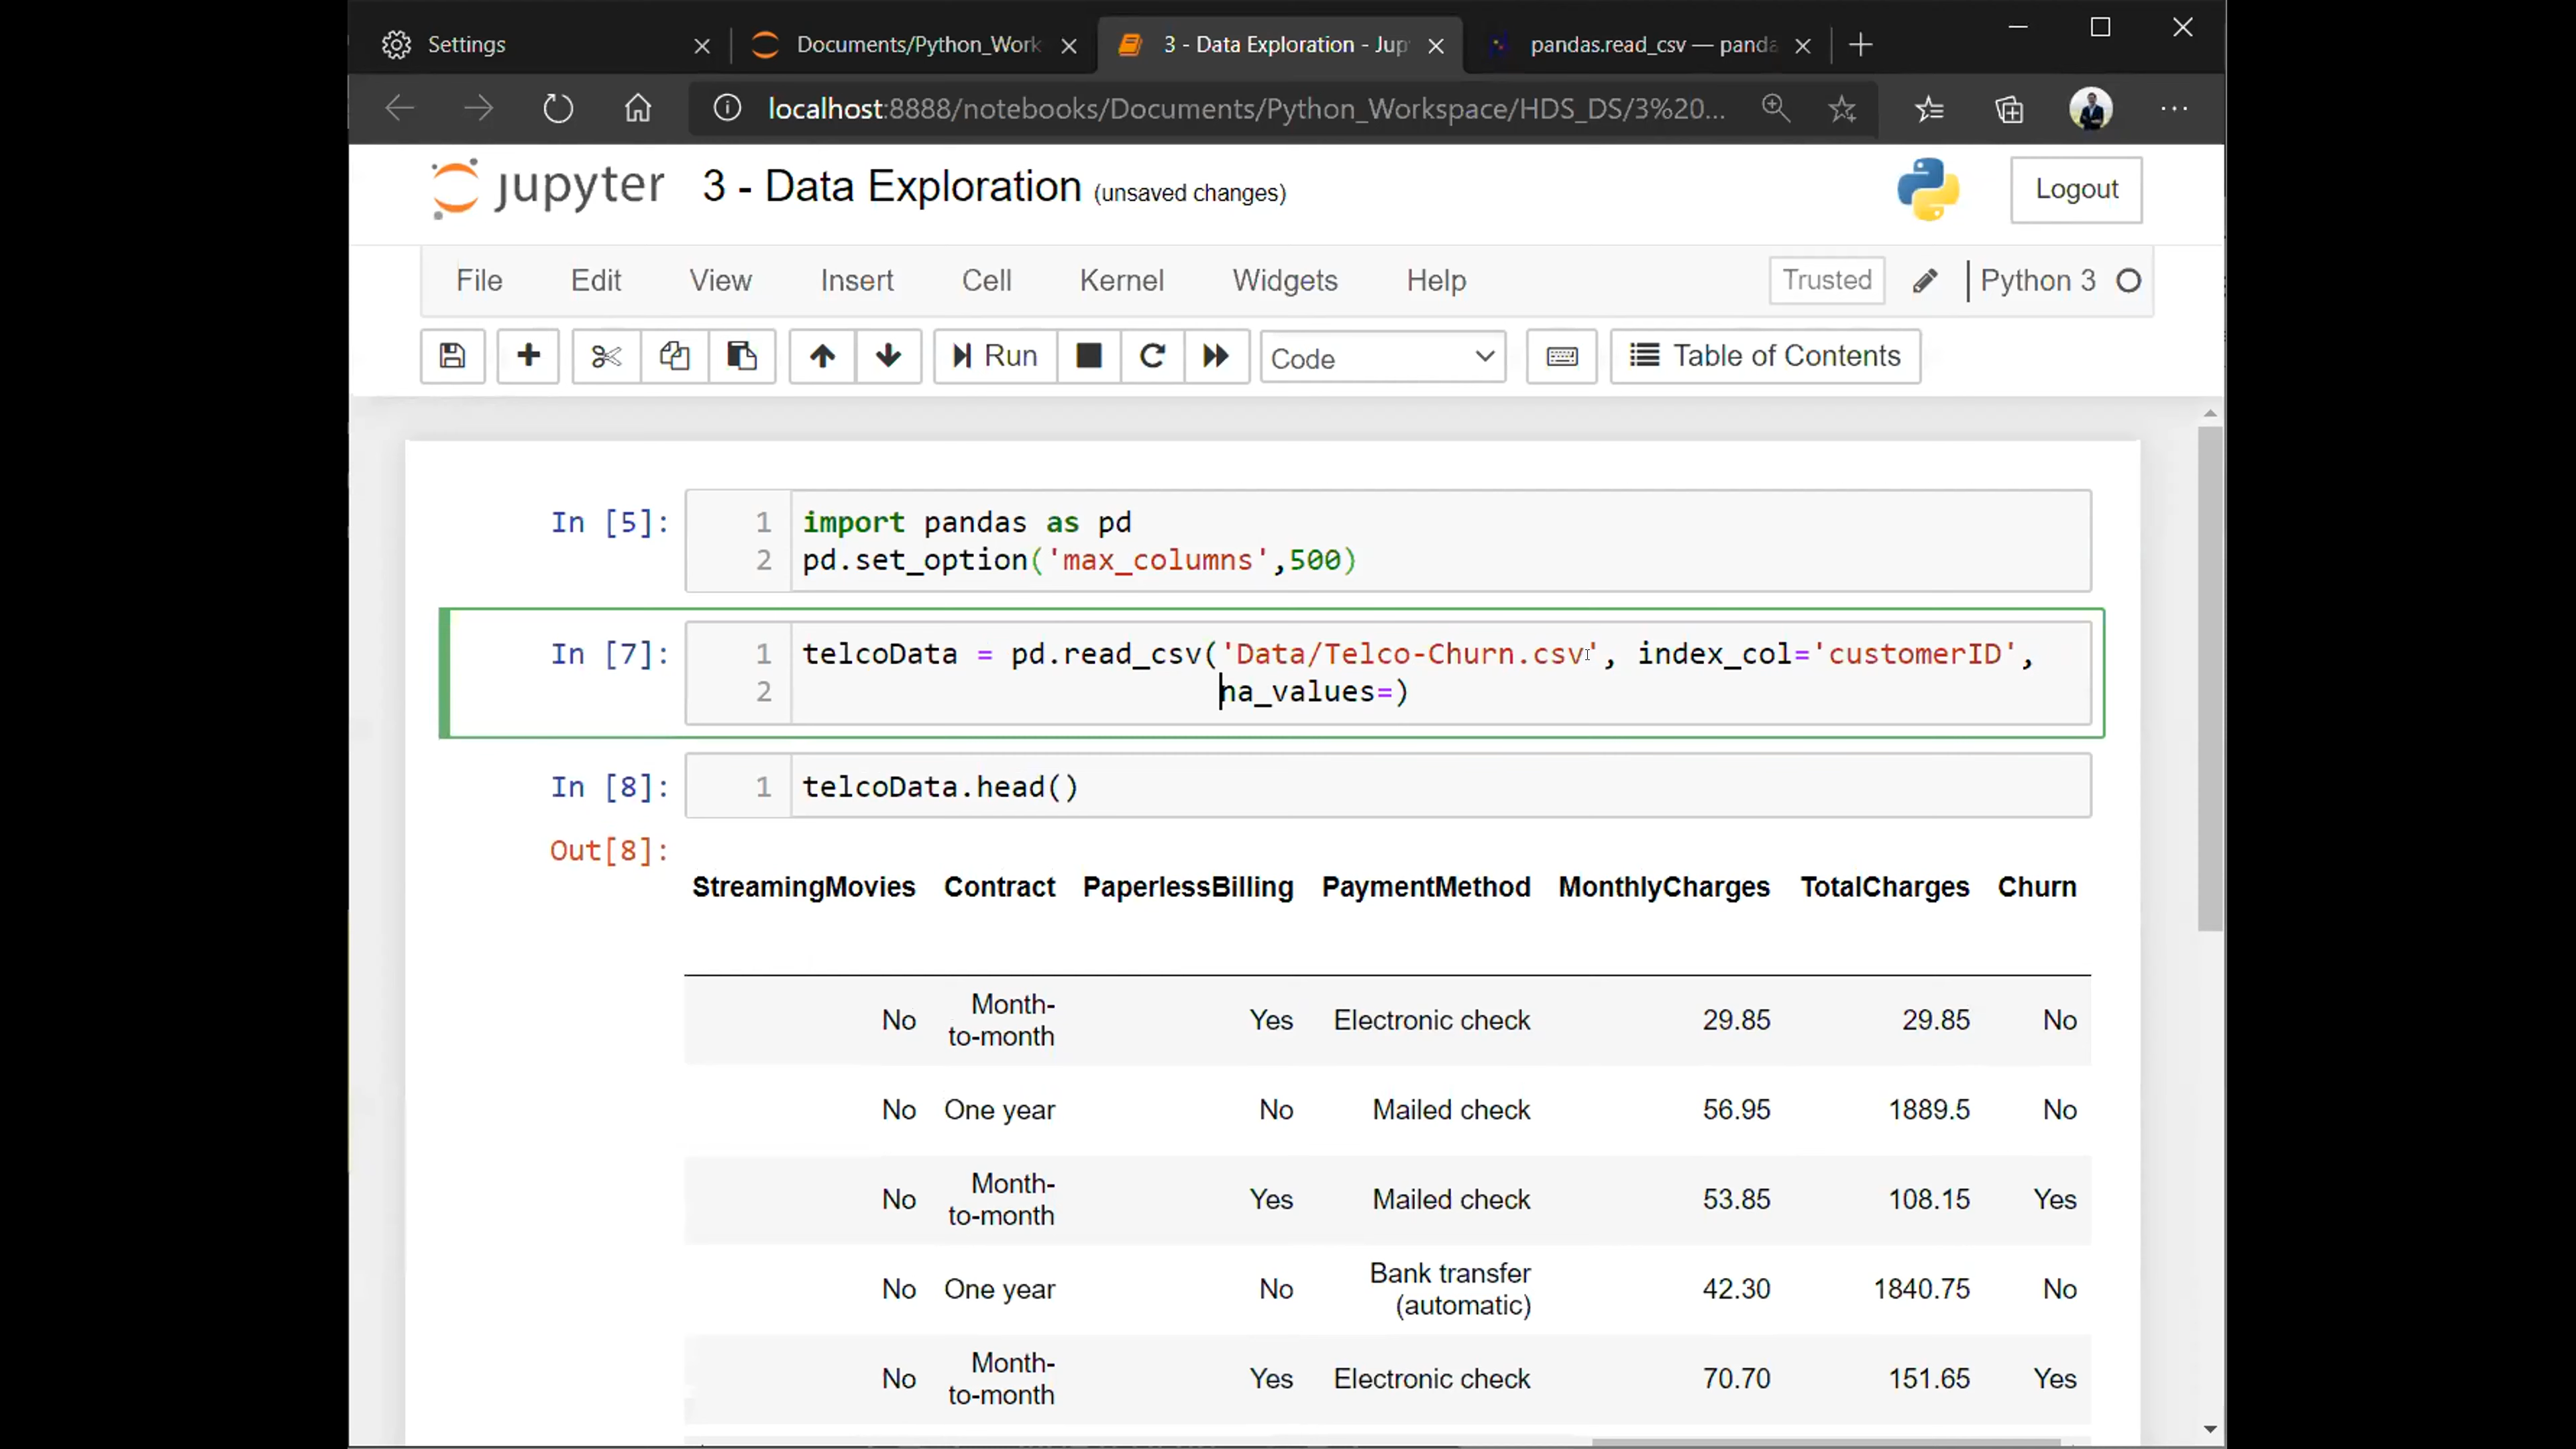 Settings
Documents/Python_Work
3 - Data Exploration - Jup
pandas.read_csv — panda
localhost:8888/notebooks/Documents/Python_Workspace/HDS_DS/3%20...
jupyter 3 - Data Exploration (unsaved changes)
Logout
File Edit View Insert Cell Kernel Widgets Help Trusted Python 3
Run Code Table of Contents
In [5]: 1 import pandas as pd
2 pd.set_option('max_columns',500)
In [7]: 1 telcoData = pd.read_csv('Data/Telco-Churn.csv', index_col='customerID',
2 na_values=)
In [8]: 1 telcoData.head()
Out[8]:
StreamingMovies Contract PaperlessBilling PaymentMethod MonthlyCharges TotalCharges Churn
No Month-to-month Yes Electronic check 29.85 29.85 No
No One year No Mailed check 56.95 1889.5 No
No Month-to-month Yes Mailed check 53.85 108.15 Yes
No One year No Bank transfer (automatic) 42.30 1840.75 No
No Month-to-month Yes Electronic check 70.70 151.65 Yes